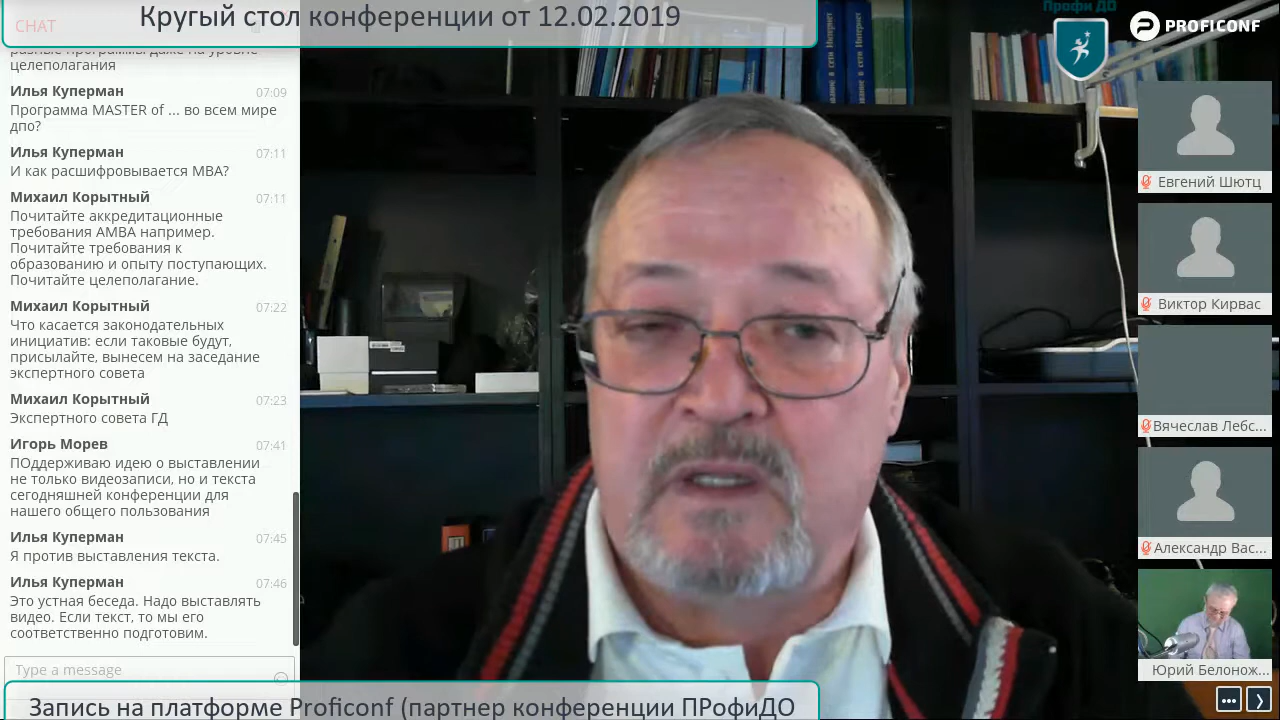 Кругый стол конференции от 12.02.2019
CHAT
разные программы даже на уровне
целеполагания
Илья Куперман 07:09
Программа MASTER of ... во всем мире
дпо?
Илья Куперман 07:11
И как расшифровывается MBA?
Михаил Корытный 07:11
Почитайте аккредитационные
требования AMBA например.
Почитайте требования к
образованию и опыту поступающих.
Почитайте целеполагание.
Михаил Корытный 07:22
Что касается законодательных
инициатив: если таковые будут,
присылайте, вынесем на заседание
экспертного совета
Михаил Корытный 07:23
Экспертного совета ГД
Игорь Морев 07:41
ПОддерживаю идею о выставлении
не только видеозаписи, но и текста
сегодняшней конференции для
нашего общего пользования
Илья Куперман 07:45
Я против выставления текста.
Илья Куперман 07:46
Это устная беседа. Надо выставлять
видео. Если текст, то мы его
соответственно подготовим.
Type a message
Запись на платформе Proficonf (партнер конференции ПРофиДО
Профи ДО
PROFICONF
Евгений Шютц
Виктор Кирвас
Вячеслав Лебс...
Александр Вас...
Юрий Белонож...